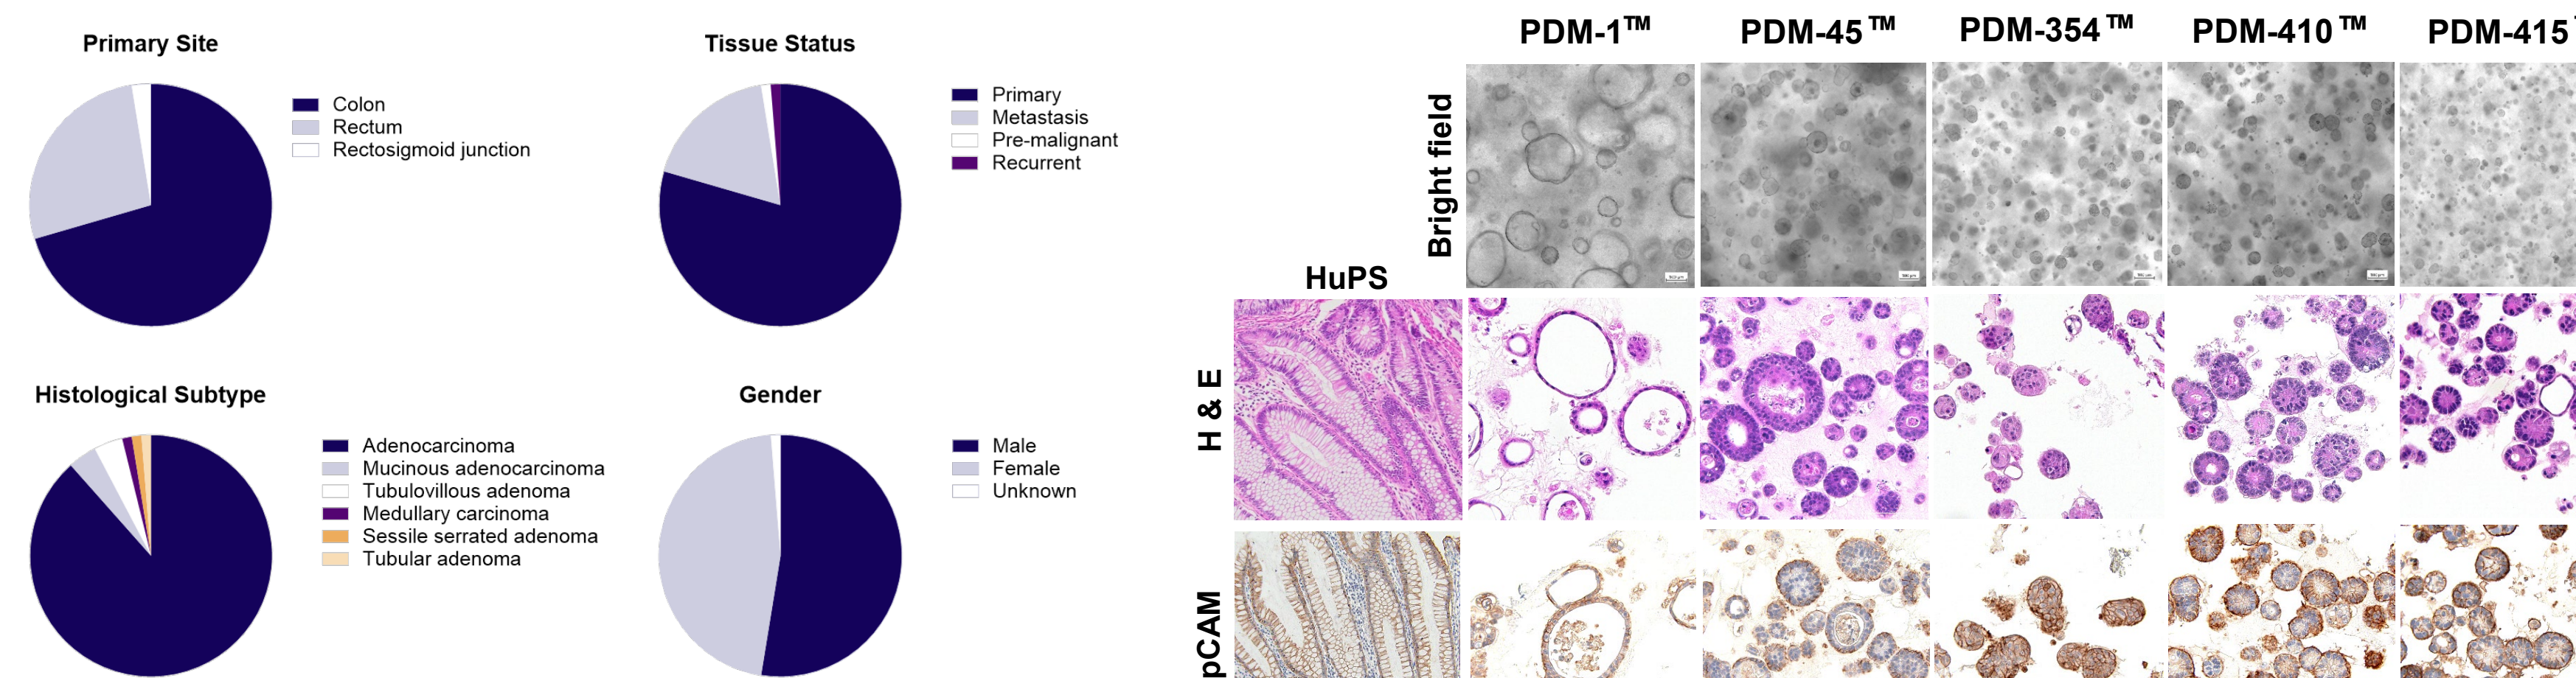 Primary Site
Colon
Rectum
Rectosigmoid junction
Tissue Status
Primary
Metastasis
Pre-malignant
Recurrent
Histological Subtype
Adenocarcinoma
Mucinous adenocarcinoma
Tubulovillous adenoma
Medullary carcinoma
Sessile serrated adenoma
Tubular adenoma
Gender
Male
Female
Unknown
PDM-1™
PDM-45™
PDM-354™
PDM-410™
PDM-415
Bright field
HuPS
H & E
pCAM